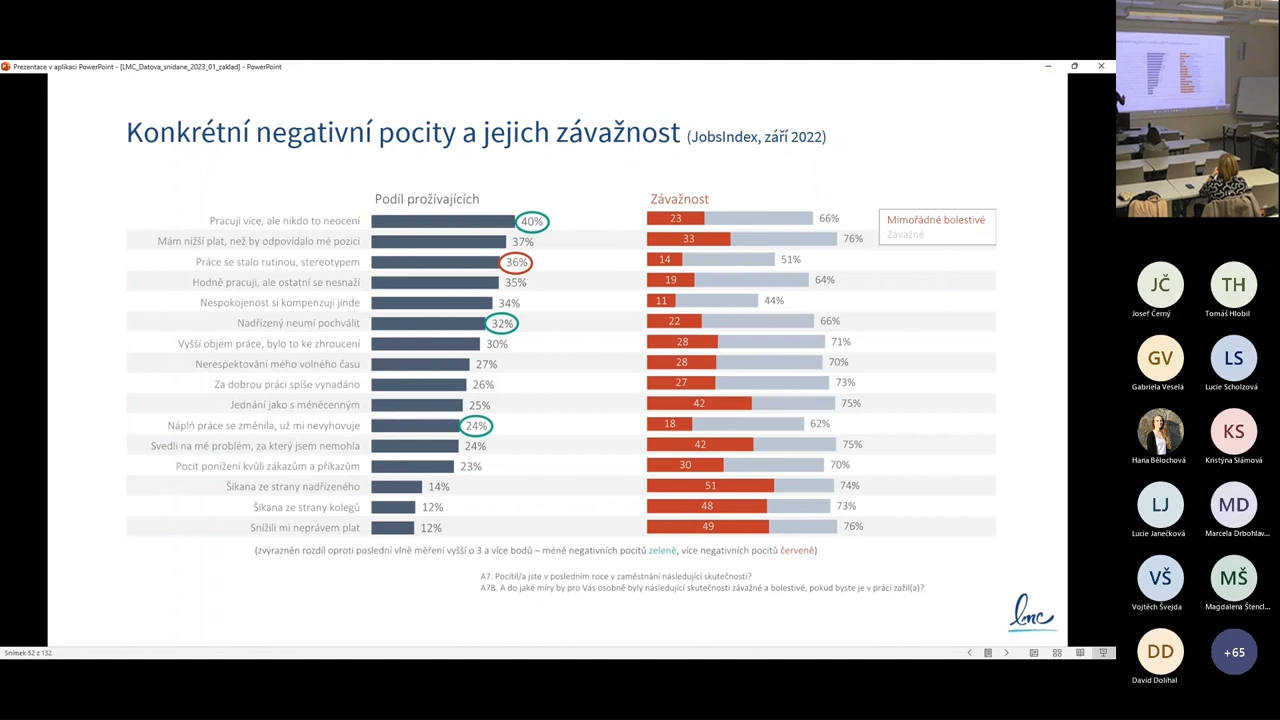 Prezentace v aplikaci PowerPoint - [LMC_Datova_snidane_2023_01_zaklad] - PowerPoint
Konkrétní negativní pocity a jejich závažnost (JobsIndex, září 2022)
Podíl prožívajících
Závažnost
Mimořádné bolestivé
Závažné
Pracuji více, ale nikdo to neocení 40% 23 66%
Mám nižší plat, než by odpovídalo mé pozici 37% 33 76%
Práce se stalo rutinou, stereotypem 36% 14 51%
Hodně pracuji, ale ostatní se nesnaží 35% 19 64%
Nespokojenost si kompenzuji jinde 34% 11 44%
Nadřízený neumí pochválit 32% 22 66%
Vyšší objem práce, bylo to ke zhroucení 30% 28 71%
Nerespektování mého volného času 27% 28 70%
Za dobrou práci spíše vynadáno 26% 27 73%
Jednání jako s méněcenným 25% 42 75%
Náplň práce se změnila, už mi nevyhovuje 24% 18 62%
Svedli na mě problém, za který jsem nemohla 24% 42 75%
Pocit ponížení kvůli zákazům a příkazům 23% 30 70%
Šikana ze strany nadřízeného 14% 51 74%
Šikana ze strany kolegů 12% 48 73%
Snížili mi neprávem plat 12% 49 76%
(zvýrazněn rozdíl oproti poslední vlně měření vyšší o 3 a více bodů – méně negativních pocitů zeleně, více negativních pocitů červeně)
A7. Pocítil/a jste v posledním roce v zaměstnání následující skutečnosti?
A7B. A do jaké míry by pro Vás osobně byly následující skutečnosti závažné a bolestivé, pokud byste je v práci zažil(a)?
lmc
Snímek 52 z 132
JČ TH
Josef Černý Tomáš Hlobil
GV LS
Gabriela Veselá Lucie Scholzová
KS
Hana Bělochová Kristýna Slámová
LJ MD
Lucie Janečková Marcela Drbohlav...
VŠ MŠ
Vojtěch Švejda Magdalena Štencl...
DD +65
David Dolíhal